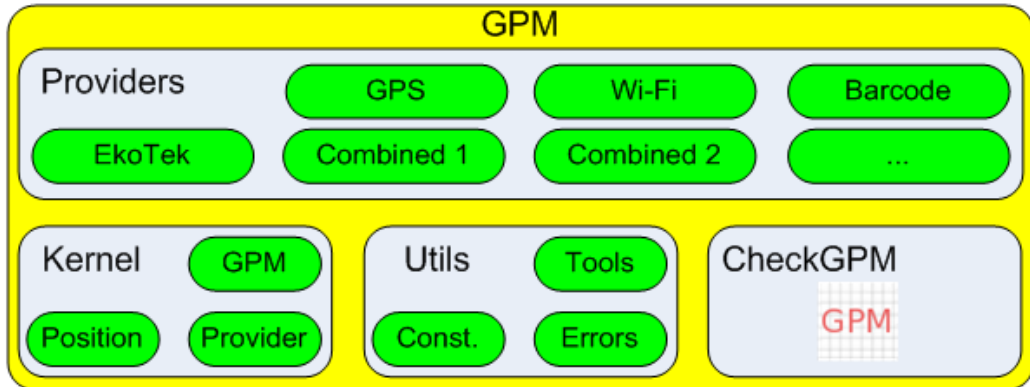 GPM
Providers
GPS
Wi-Fi
Barcode
EkoTek
Combined 1
Combined 2
...
Kernel
GPM
Position
Provider
Utils
Tools
Const.
Errors
CheckGPM
GPM